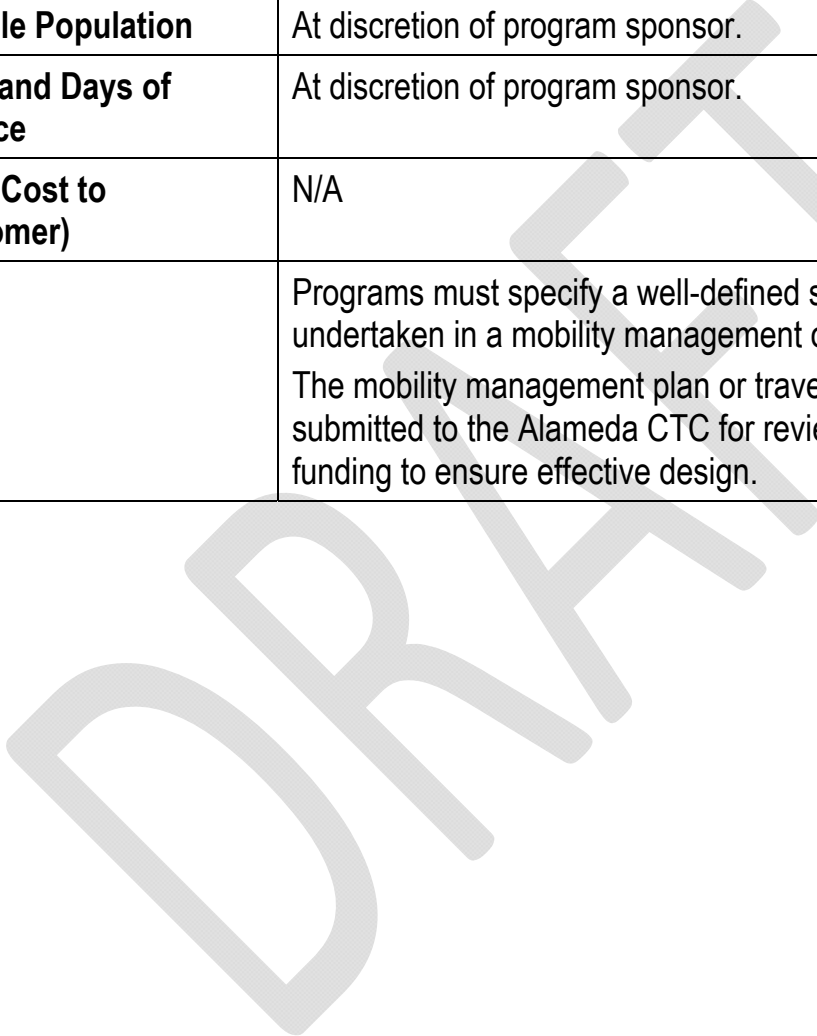 le Population At discretion of program sponsor.
and Days of At discretion of program sponsor.
ce
Cost to N/A
omer)
Programs must specify a well-defined s
undertaken in a mobility management
The mobility management plan or trave
submitted to the Alameda CTC for revie
funding to ensure effective design.
DRAFT